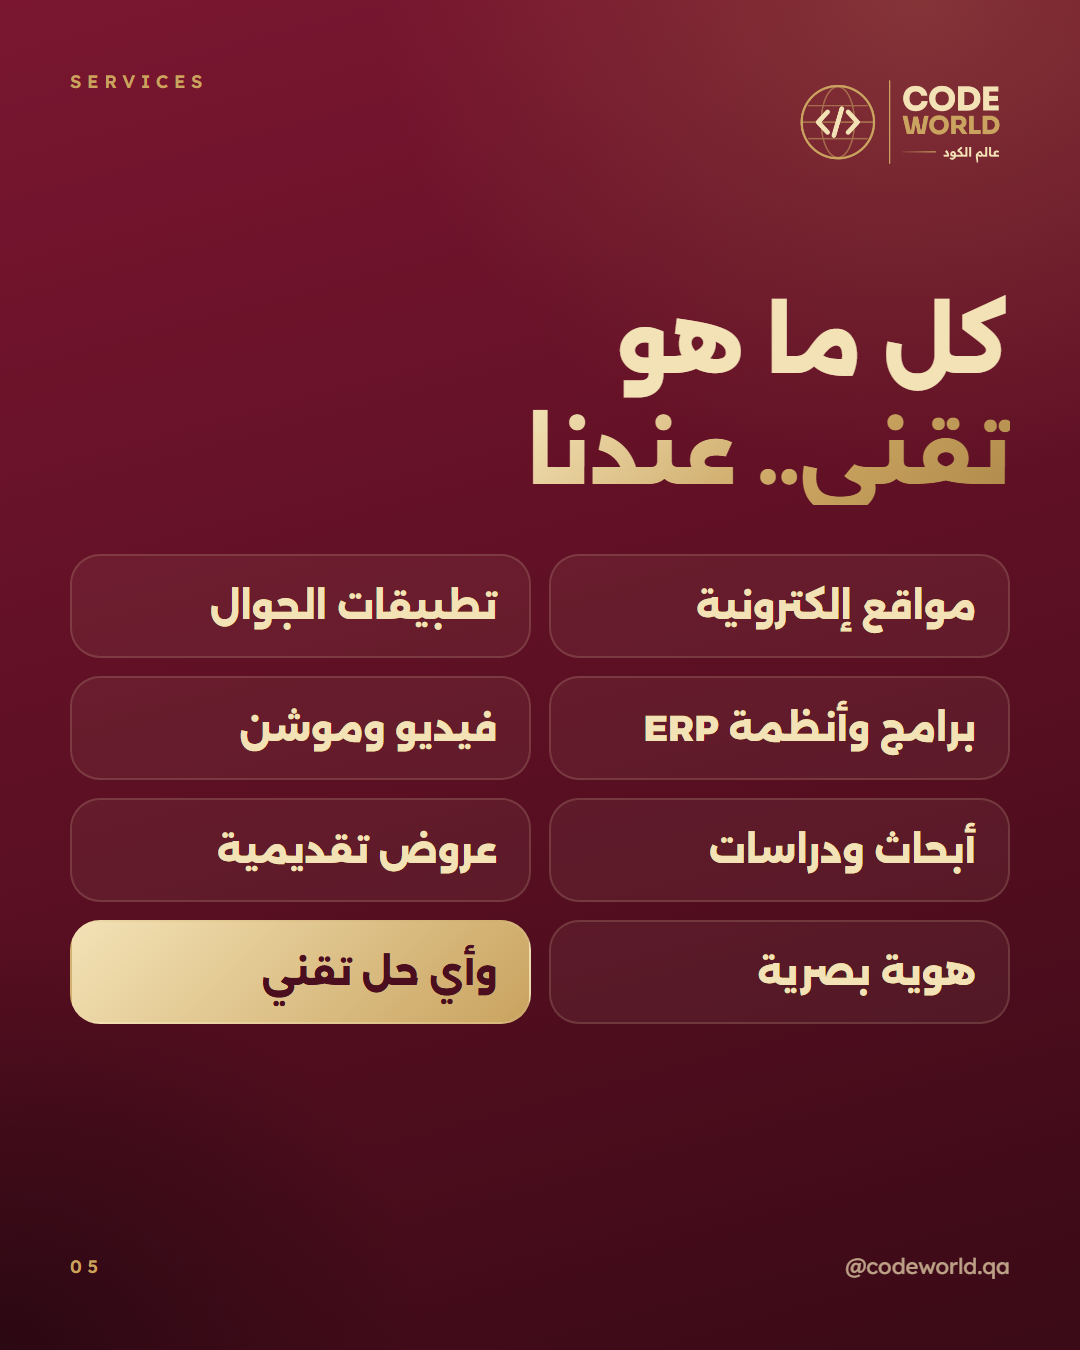 SERVICES
CODE
WORLD
عالم الكود
كل ما هو
تقني.. عندنا
مواقع إلكترونية
تطبيقات الجوال
برامج وأنظمة ERP
فيديو وموشن
أبحاث ودراسات
عروض تقديمية
هوية بصرية
وأي حل تقني
05
@codeworld.qa